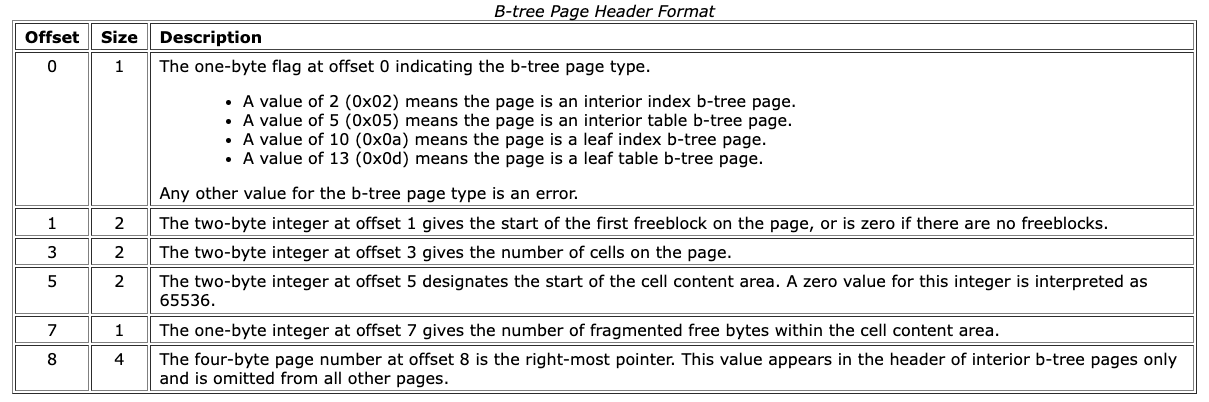 B-tree Page Header Format
Offset Size Description
0 1 The one-byte flag at offset 0 indicating the b-tree page type.
• A value of 2 (0x02) means the page is an interior index b-tree page.
• A value of 5 (0x05) means the page is an interior table b-tree page.
• A value of 10 (0x0a) means the page is a leaf index b-tree page.
• A value of 13 (0x0d) means the page is a leaf table b-tree page.
Any other value for the b-tree page type is an error.
1 2 The two-byte integer at offset 1 gives the start of the first freeblock on the page, or is zero if there are no freeblocks.
3 2 The two-byte integer at offset 3 gives the number of cells on the page.
5 2 The two-byte integer at offset 5 designates the start of the cell content area. A zero value for this integer is interpreted as
65536.
7 1 The one-byte integer at offset 7 gives the number of fragmented free bytes within the cell content area.
8 4 The four-byte page number at offset 8 is the right-most pointer. This value appears in the header of interior b-tree pages only
and is omitted from all other pages.